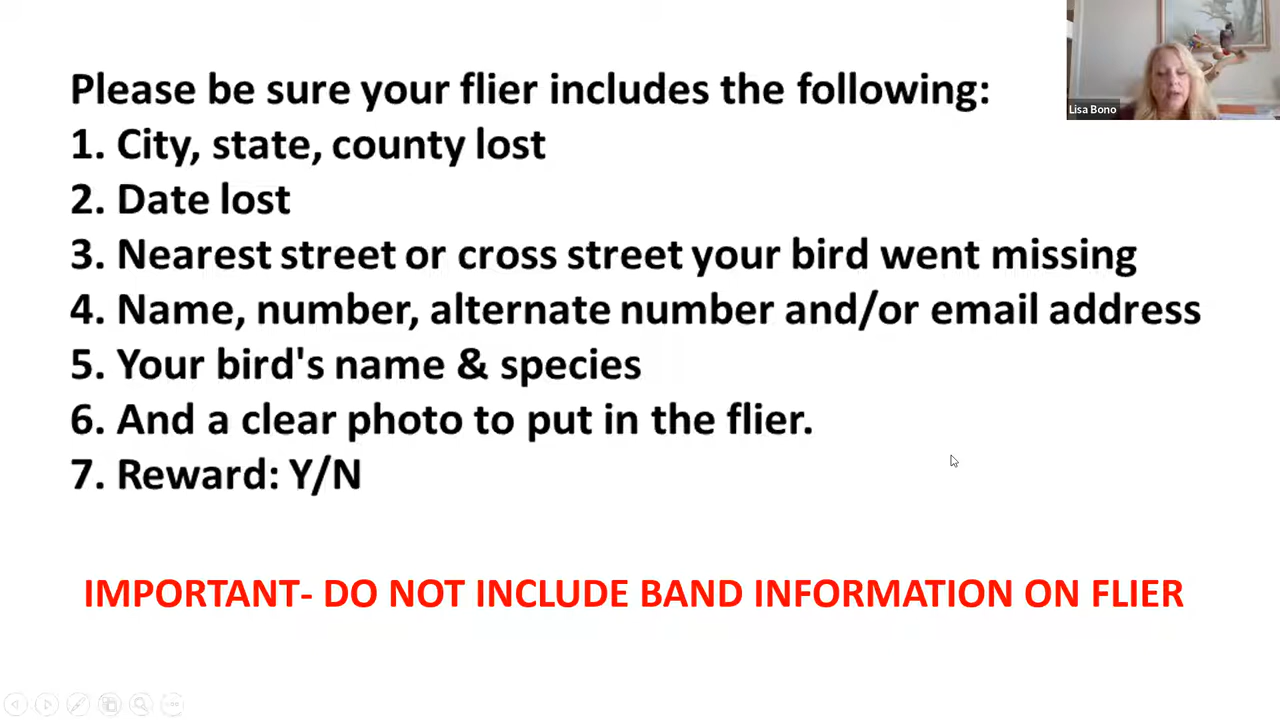 Please be sure your flier includes the following:
1. City, state, county lost
2. Date lost
3. Nearest street or cross street your bird went missing
4. Name, number, alternate number and/or email address
5. Your bird's name & species
6. And a clear photo to put in the flier.
7. Reward: Y/N
IMPORTANT- DO NOT INCLUDE BAND INFORMATION ON FLIER
Lisa Bono